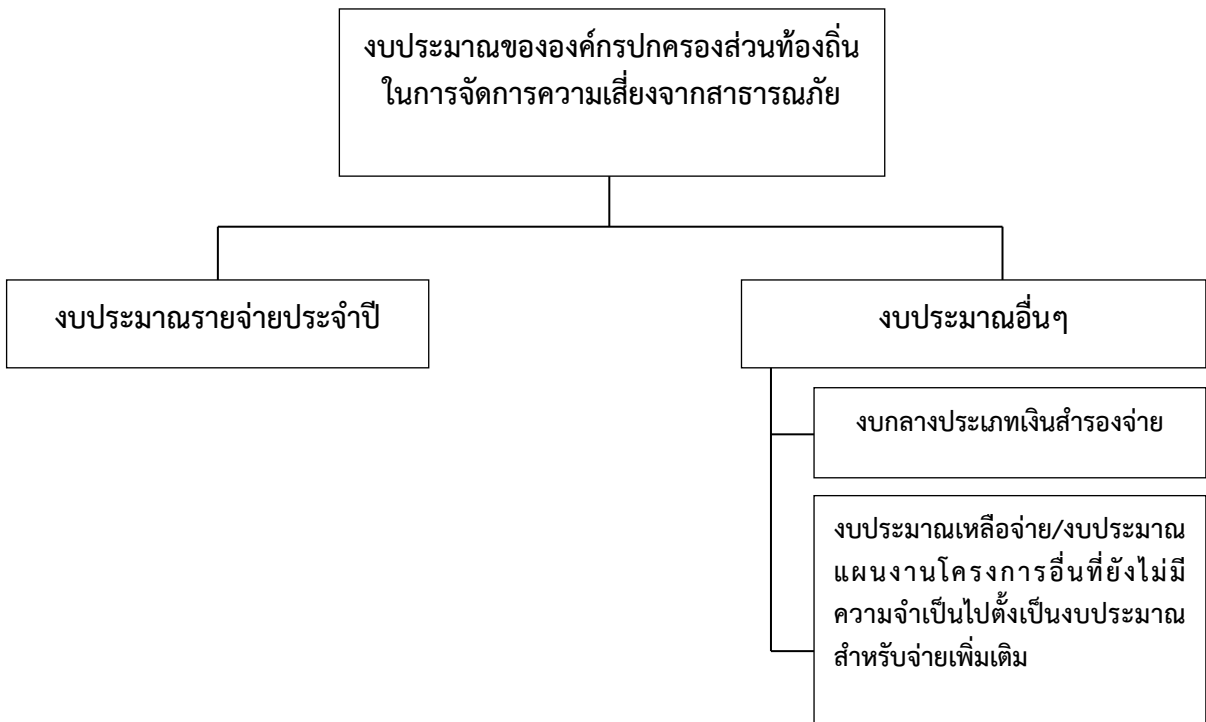 งบประมาณขององค์กรปกครองส่วนท้องถิ่น
ในการจัดการความเสี่ยงจากสาธารณภัย
งบประมาณรายจ่ายประจำปี
งบประมาณอื่นๆ
งบกลางประเภทเงินสำรองจ่าย
งบประมาณเหลือจ่าย/งบประมาณ
แผนงานโครงการอื่นที่ยังไม่มี
ความจำเป็นไปตั้งเป็นงบประมาณ
สำหรับจ่ายเพิ่มเติม